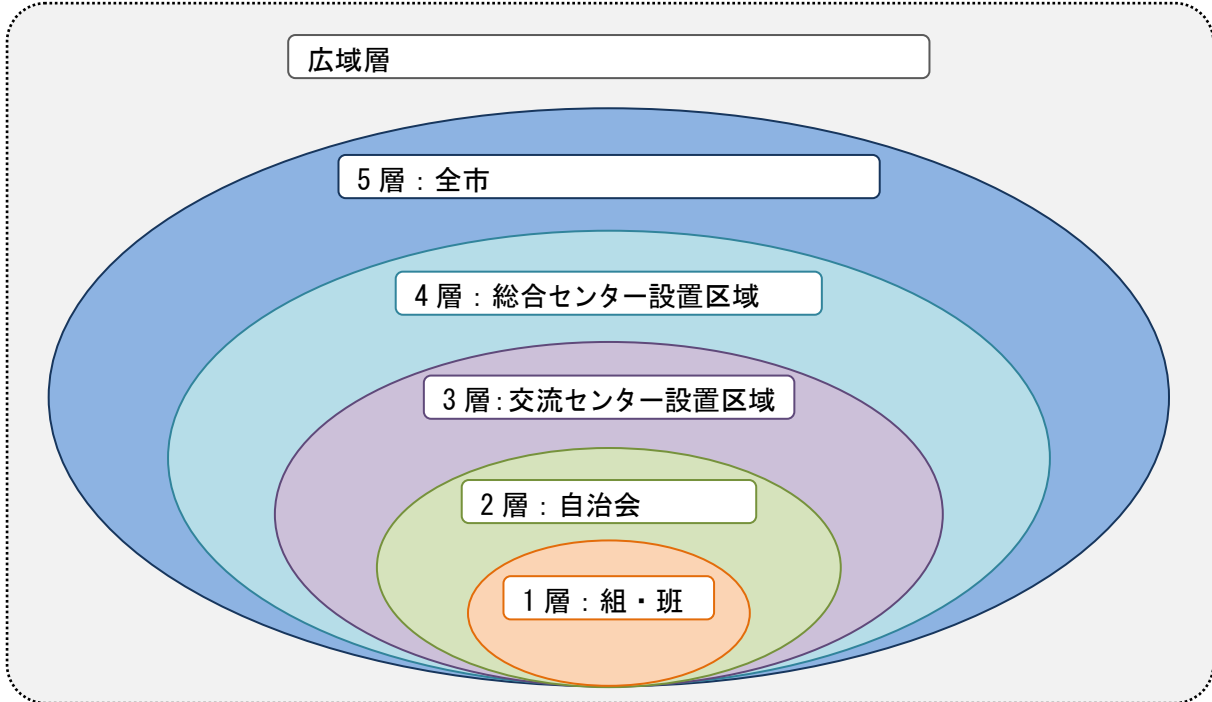 広域層
5 層：全市
4 層：総合センター設置区域
3 層：交流センター設置区域
2 層：自治会
1 層：組・班